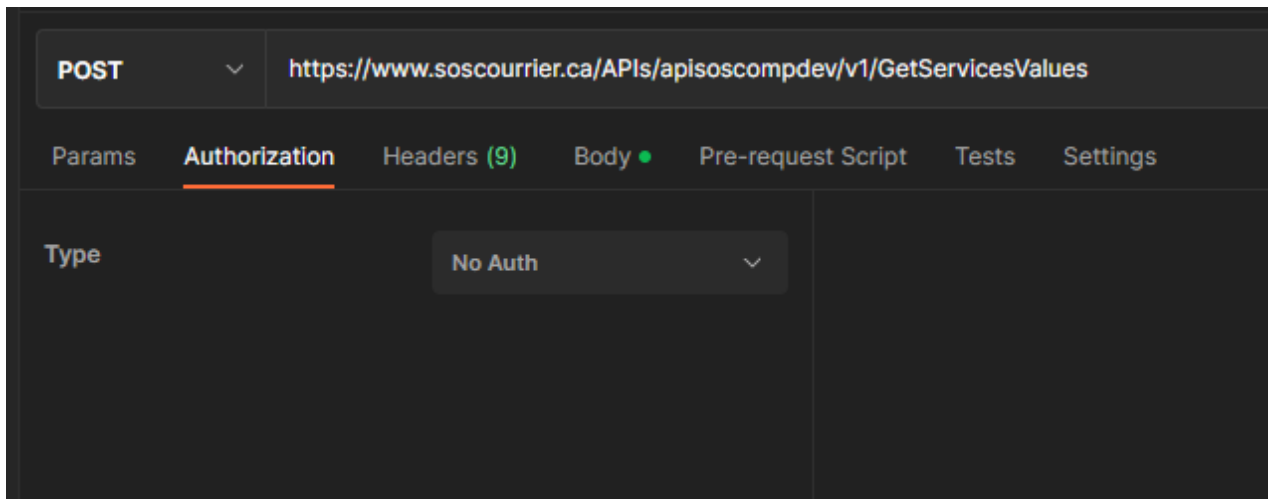 POST https://www.soscourrier.ca/APIs/apisoscompdev/v1/GetServicesValues
Params Authorization Headers (9) Body Pre-request Script Tests Settings
Type No Auth